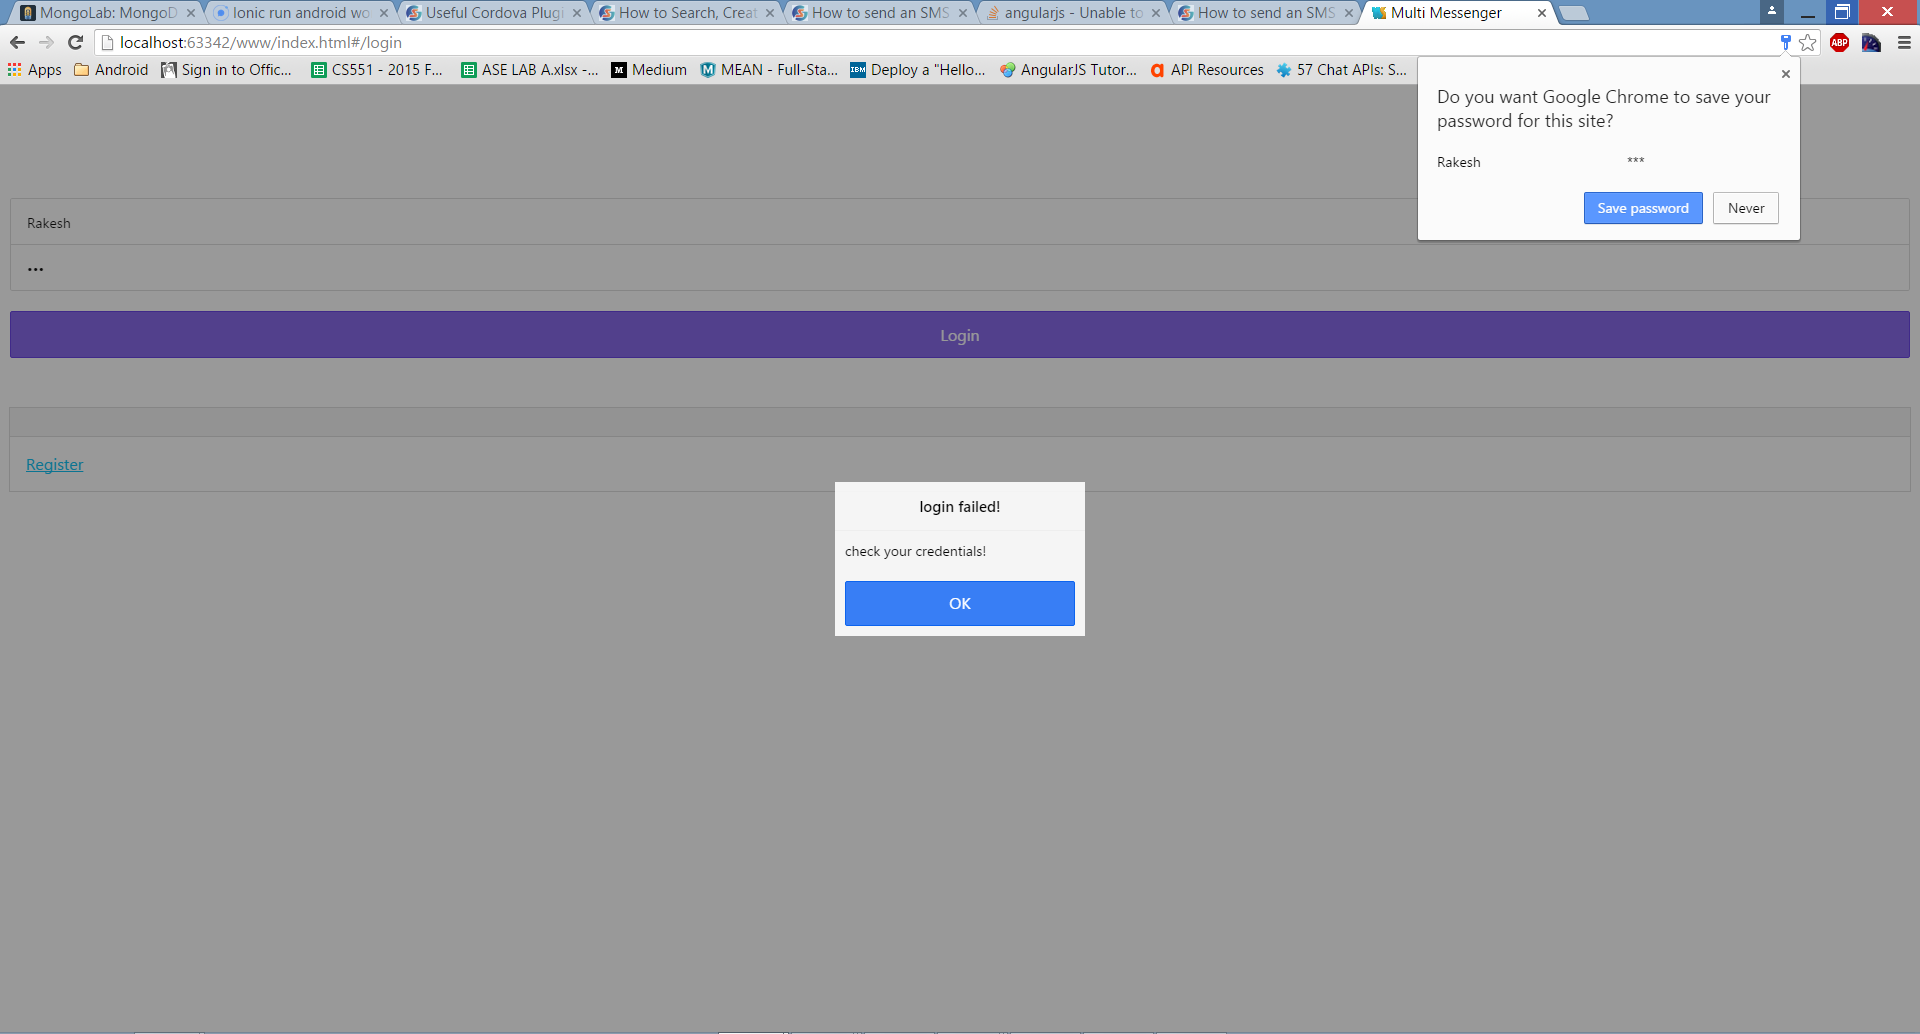 MongoLab: MongoD
Ionic run android wo
Useful Cordova Plugi
How to Search, Creat
How to send an SMS
angularjs - Unable to
How to send an SMS
Multi Messenger
localhost:63342/www/index.html#/login
ABP
Apps
Android
Sign in to Offic...
CS551 - 2015 F...
ASE LAB A.xlsx -...
Medium
MEAN - Full-Sta...
IBM
Deploy a "Hello...
AngularJS Tutor...
API Resources
57 Chat APIs: S...
Do you want Google Chrome to save your
password for this site?
Rakesh ***
Save password Never
Rakesh
•••
Login
Register
login failed!
check your credentials!
OK